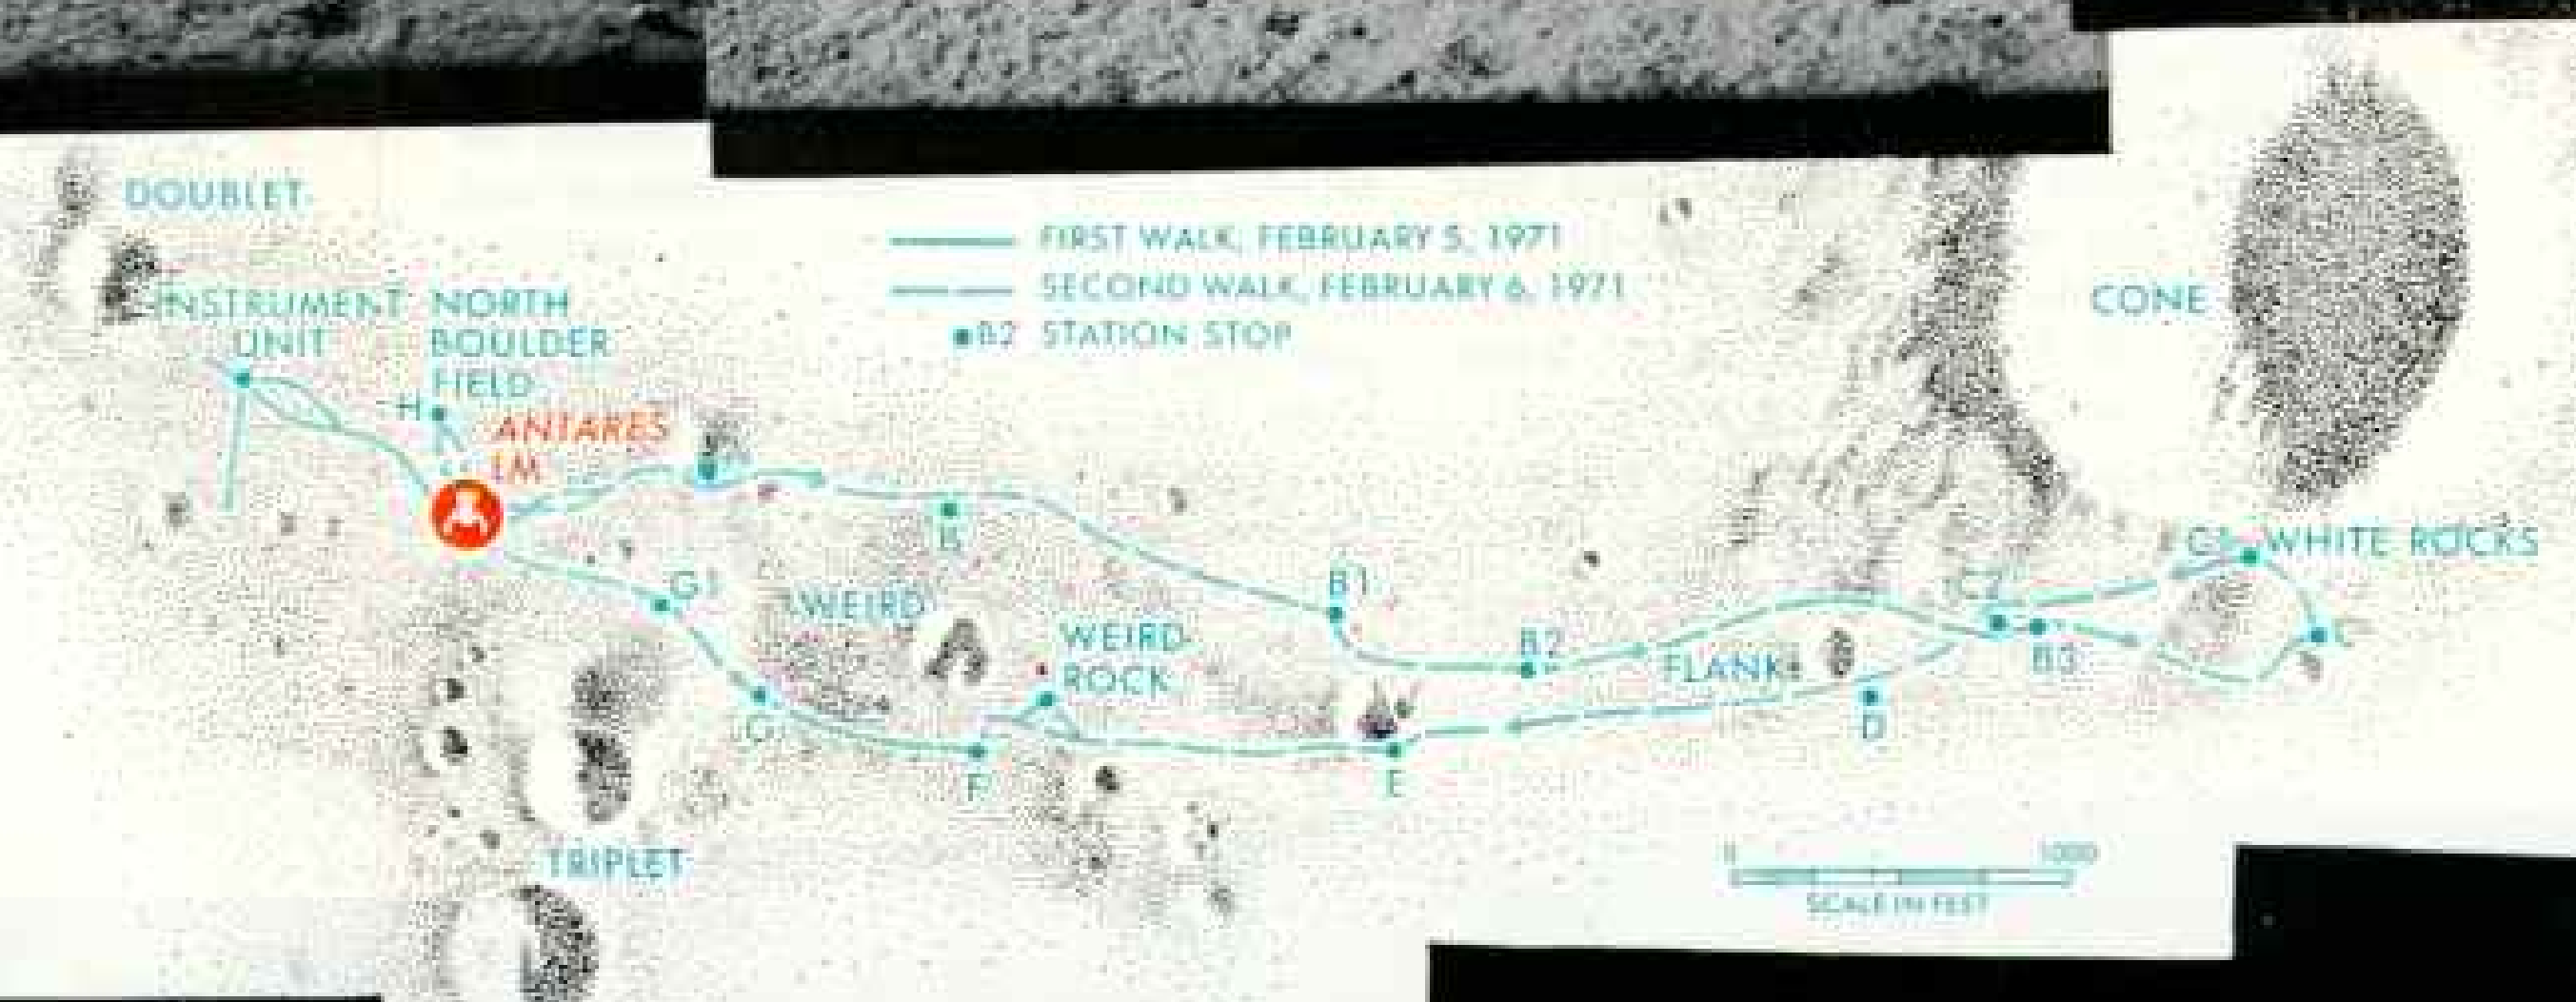 DOUBLET
FIRST WALK, FEBRUARY 5, 1971
SECOND WALK, FEBRUARY 6, 1971
B2 STATION STOP
INSTRUMENT
UNIT
NORTH
BOULDER
FIELD
H
ANTARES
LM
CONE
B
B1
B2
C2
B3
WHITE ROCKS
G1
G
WEIRD
WEIRD
ROCK
FLANK
D
E
F
TRIPLET
0 1000
SCALE IN FEET